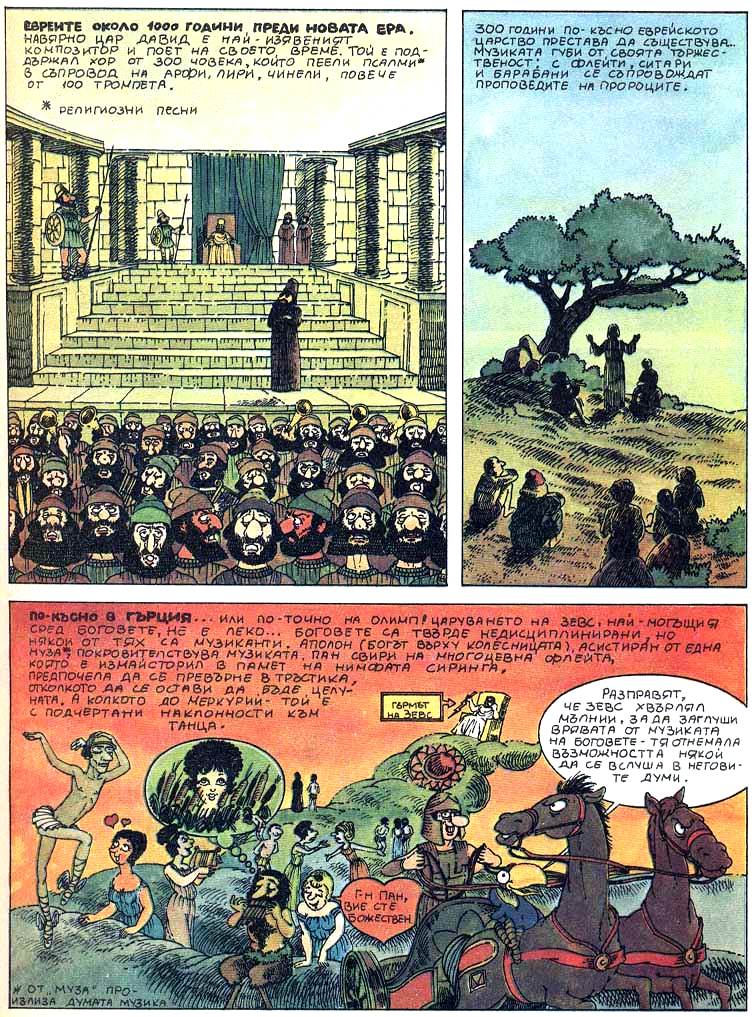 ЕВРЕИТЕ ОКОЛО 1000 ГОДИНИ ПРЕДИ НОВАТА ЕРА.
НАВЯРНО ЦАР ДАВИД Е НАЙ-ИЗЯВЕНИЯТ
КОМПОЗИТОР И ПОЕТ НА СВОЕТО ВРЕМЕ. ТОЙ Е ПОД-
ДЪРЖАЛ ХОР ОТ 300 ЧОВЕКА, КОЙТО ПЕЕЛИ ПСАЛМИ*
В СЪПРОВОД НА АРФИ, ЛИРИ, ЧИНЕЛИ, ПОВЕЧЕ
ОТ 100 ТРОМПЕТА.
* РЕЛИГИОЗНИ ПЕСНИ
300 ГОДИНИ ПО-КЪСНО ЕВРЕЙСКОТО
ЦАРСТВО ПРЕСТАВА ДА СЪЩЕСТВУВА...
МУЗИКАТА ГУБИ ОТ СВОЯТА ТЪРЖЕС-
ТВЕНОСТ; С ФЛЕЙТИ, СИТАРИ
И БАРАБАНИ СЕ СЪПРОВОЖДАТ
ПРОПОВЕДИТЕ НА ПРОРОЦИТЕ.
ПО-КЪСНО В ГЪРЦИЯ... ИЛИ ПО-ТОЧНО НА ОЛИМП! ЦАРУВАНЕТО НА ЗЕВС, НАЙ-МОГЪЩИЯ
СРЕД БОГОВЕТЕ, НЕ Е ЛЕКО... БОГОВЕТЕ СА ТВЪРДЕ НЕДИСЦИПЛИНИРАНИ, НО
НЯКОИ ОТ ТЯХ СА МУЗИКАНТИ. АПОЛОН (БОГЪТ ВЪРХУ КОЛЕСНИЦАТА), АСИСТИРАН ОТ ЕДНА
МУЗА*, ПОКРОВИТЕЛСТВУВА МУЗИКАТА. ПАН СВИРИ НА МНОГОЦЕВНА ФЛЕЙТА,
КОЯТО Е ИЗМАЙСТОРИЛ В ПАМЕТ НА НИМФАТА СИРИНГА,
ПРЕДПОЧЕЛА ДА СЕ ПРЕВЪРНЕ В ТРЪСТИКА,
ОТКОЛКОТО ДА СЕ ОСТАВИ ДА БЪДЕ ЦЕЛУ-
НАТА. А КОЛКОТО ДО МЕРКУРИЙ - ТОЙ Е
С ПОДЧЕРТАНИ НАКЛОННОСТИ КЪМ
ТАНЦА.
ГЪРМЪТ
НА ЗЕВС
РАЗПРАВЯТ,
ЧЕ ЗЕВС ХВЪРЛЯЛ
МЪЛНИИ, ЗА ДА ЗАГЛУШИ
ВРЯВАТА ОТ МУЗИКАТА
НА БОГОВЕТЕ - ТЯ ОТНЕМАЛА
ВЪЗМОЖНОСТТА НЯКОЙ
ДА СЕ ВСЛУША В НЕГОВИ-
ТЕ ДУМИ.
Г-Н ПАН,
ВИЕ СТЕ
БОЖЕСТВЕН.
* ОТ „МУЗА" ПРО-
ИЗЛИЗА ДУМАТА МУЗИКА